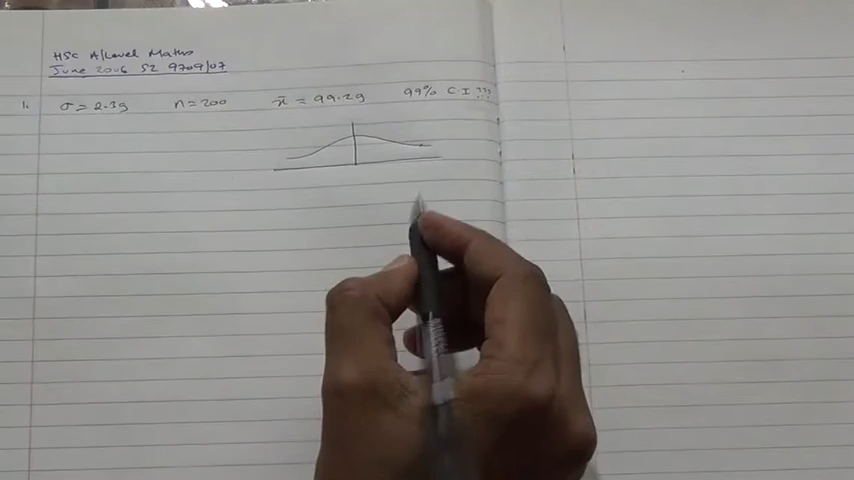 HSC A/Level Maths
June 2006 S2 9709/07
1. σ = 2.3g n = 200 x̄ = 99.2g 99% C.I ???